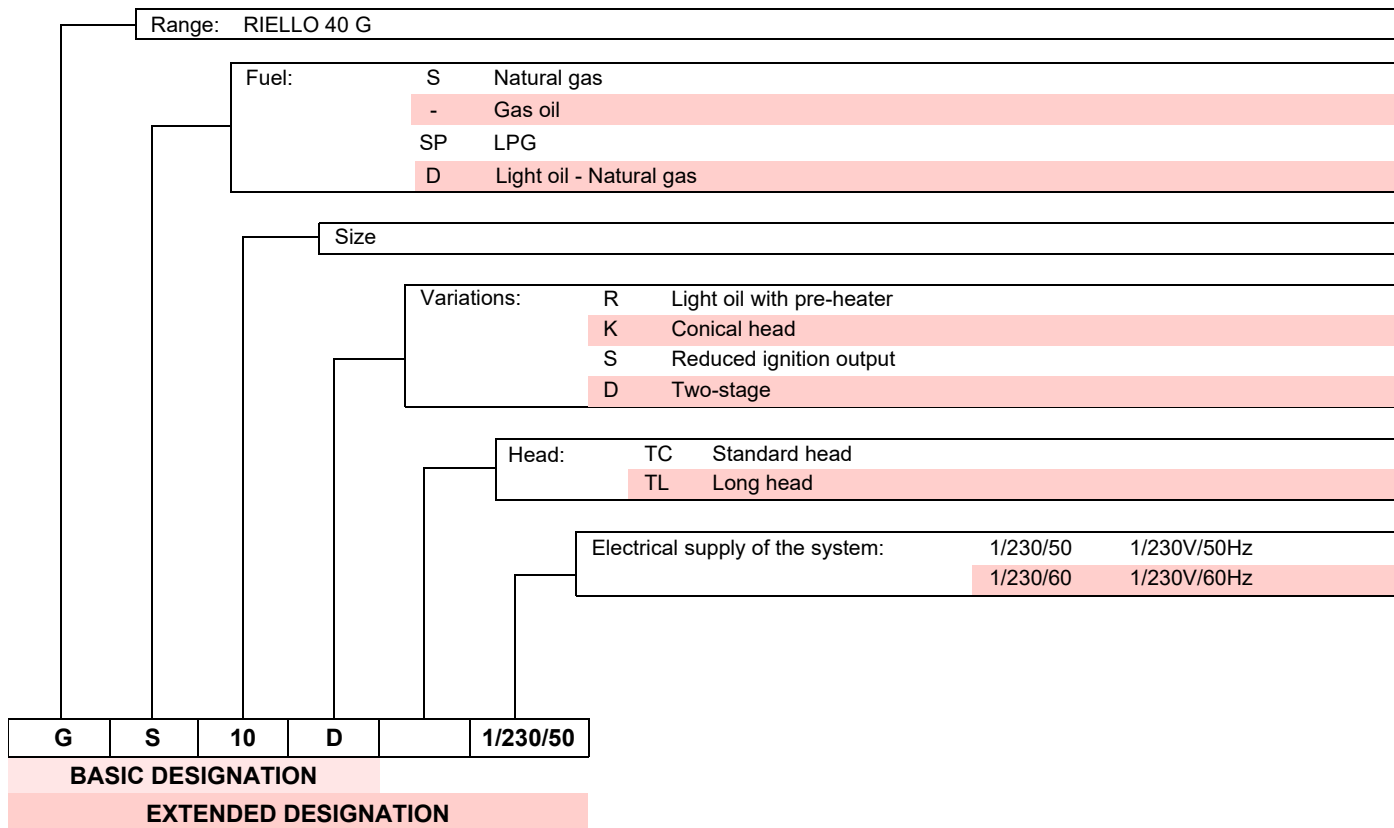 Range: RIELLO 40 G
Fuel: S Natural gas
- Gas oil
SP LPG
D Light oil - Natural gas
Size
Variations: R Light oil with pre-heater
K Conical head
S Reduced ignition output
D Two-stage
Head: TC Standard head
TL Long head
Electrical supply of the system: 1/230/50 1/230V/50Hz
1/230/60 1/230V/60Hz
G S 10 D 1/230/50
BASIC DESIGNATION
EXTENDED DESIGNATION